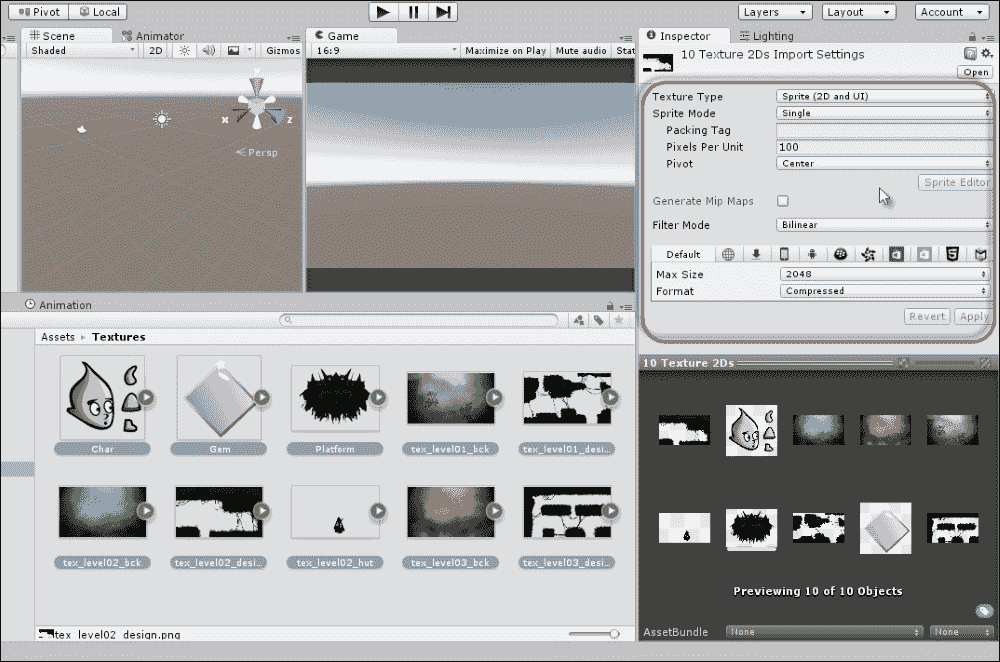 Pivot Local Layers Layout Account
Scene Animator
Shaded 2D Gizmos
Persp
x z
Game
16:9 Maximize on Play Mute audio Stat
Inspector Lighting
10 Texture 2Ds Import Settings
Open
Texture Type Sprite (2D and UI)
Sprite Mode Single
Packing Tag
Pixels Per Unit 100
Pivot Center
Sprite Editor
Generate Mip Maps
Filter Mode Bilinear
Default
Max Size 2048
Format Compressed
Revert Apply
Animation
Assets Textures
Char Gem Platform tex_level01_bck tex_level01_desi...
tex_level02_bck tex_level02_desi... tex_level02_hut tex_level03_bck tex_level03_desi...
tex_level02_design.png
10 Texture 2Ds
Previewing 10 of 10 Objects
AssetBundle None None